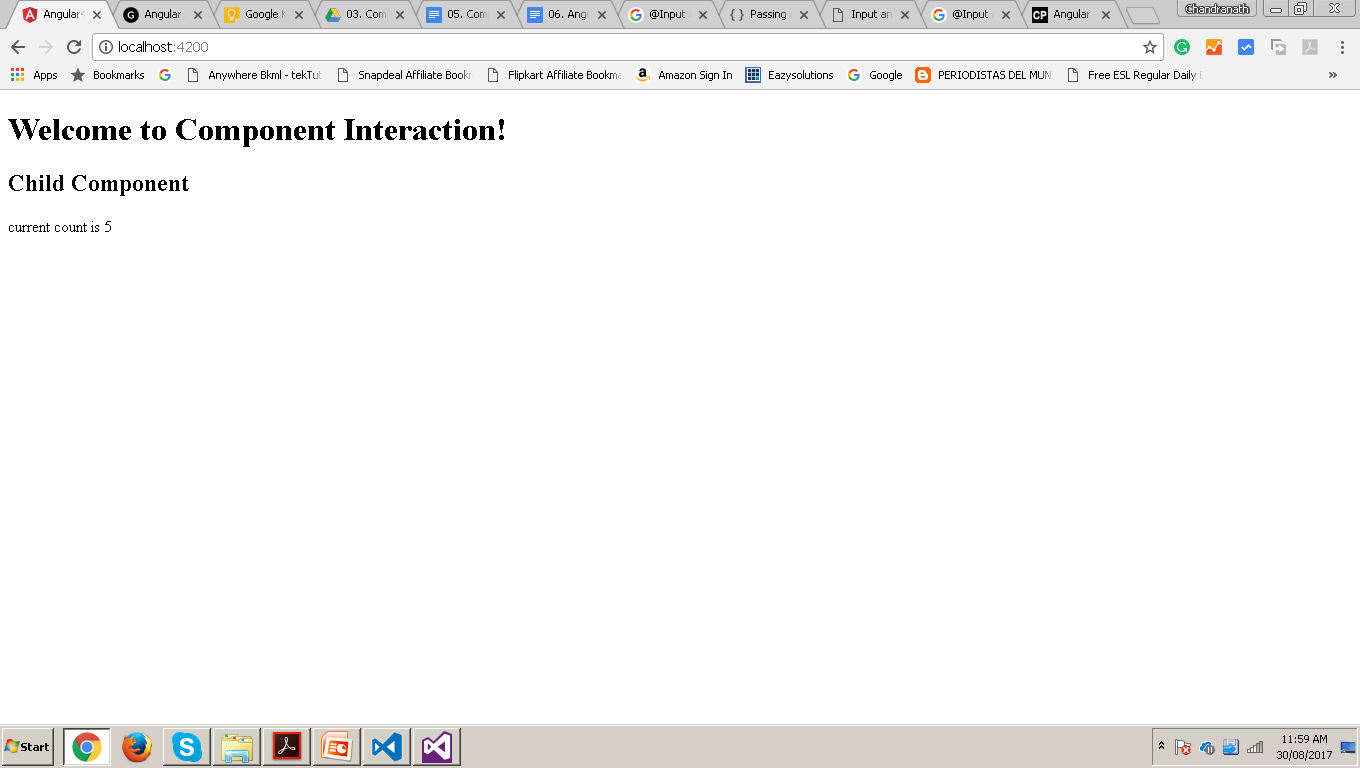 Angular4
Angular
Google K
03. Com
05. Com
06. Ang
@Input
Passing
Input an
@Input
Angular
Chandranath
localhost:4200
Apps
Bookmarks
Anywhere Bkml - tekTut
Snapdeal Affiliate Book
Flipkart Affiliate Bookma
Amazon Sign In
Eazysolutions
Google
PERIODISTAS DEL MUN
Free ESL Regular Daily
»
Welcome to Component Interaction!
Child Component
current count is 5
Start
11:59 AM
30/08/2017